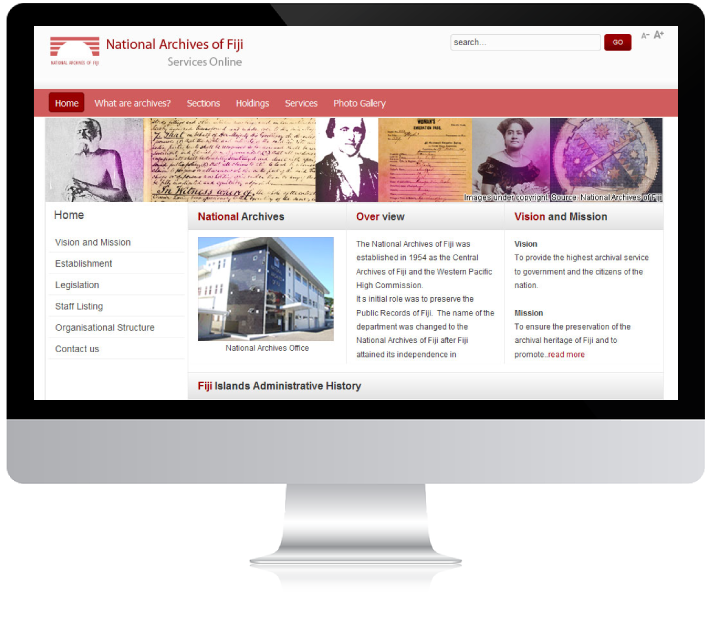 NATIONAL ARCHIVES OF FIJI
National Archives of Fiji
Services Online
search...
GO
A- A+
Home What are archives? Sections Holdings Services Photo Gallery
Images under copyright. Source: National Archives of Fiji
Home
Vision and Mission
Establishment
Legislation
Staff Listing
Organisational Structure
Contact us
National Archives
National Archives Office
Over view
The National Archives of Fiji was
established in 1954 as the Central
Archives of Fiji and the Western Pacific
High Commission.
It's initial role was to preserve the
Public Records of Fiji. The name of the
department was changed to the
National Archives of Fiji after Fiji
attained its independence in
Vision and Mission
Vision
To provide the highest archival service
to government and the citizens of the
nation.
Mission
To ensure the preservation of the
archival heritage of Fiji and to
promote..read more
Fiji Islands Administrative History